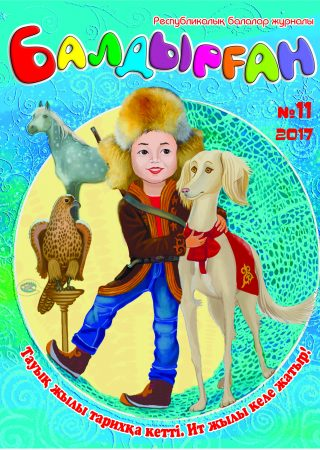 Республикалық балалар журналы
Балдырған
№11
2017
Тауық жылы тарихқа кетті. Ит жылы келе жатыр!